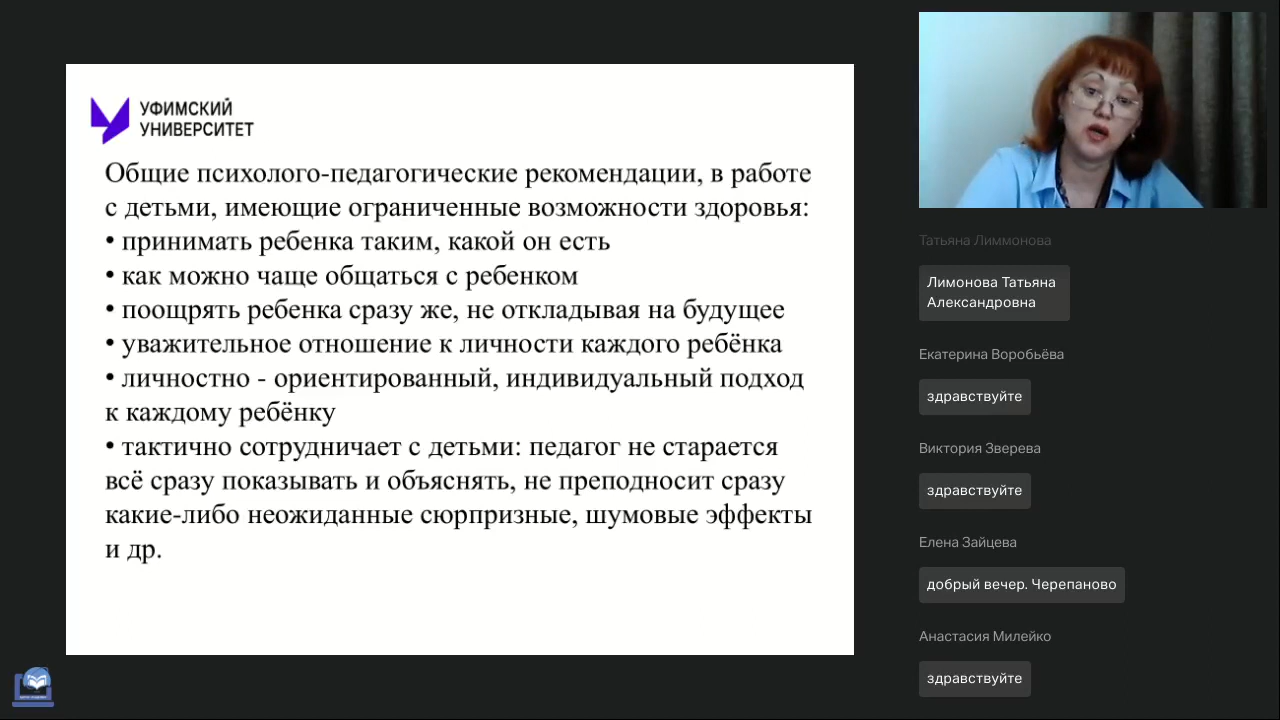 УФИМСКИЙ
УНИВЕРСИТЕТ
Общие психолого-педагогические рекомендации, в работе
с детьми, имеющие ограниченные возможности здоровья:
• принимать ребенка таким, какой он есть
• как можно чаще общаться с ребенком
• поощрять ребенка сразу же, не откладывая на будущее
• уважительное отношение к личности каждого ребёнка
• личностно - ориентированный, индивидуальный подход
к каждому ребёнку
• тактично сотрудничает с детьми: педагог не старается
всё сразу показывать и объяснять, не преподносит сразу
какие-либо неожиданные сюрпризные, шумовые эффекты
и др.
Татьяна Лиммонова
Лимонова Татьяна
Александровна
Екатерина Воробьёва
здравствуйте
Виктория Зверева
здравствуйте
Елена Зайцева
добрый вечер. Черепаново
Анастасия Милейко
здравствуйте